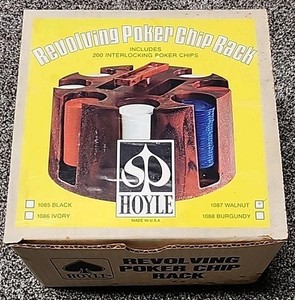 Revolving Poker Chip Rack
INCLUDES
200 INTERLOCKING POKER CHIPS
HOYLE
MADE IN U.S.A
1085 BLACK
1086 IVORY
1087 WALNUT
1088 BURGUNDY
HOYLE
REVOLVING
POKER CHIP
RACK